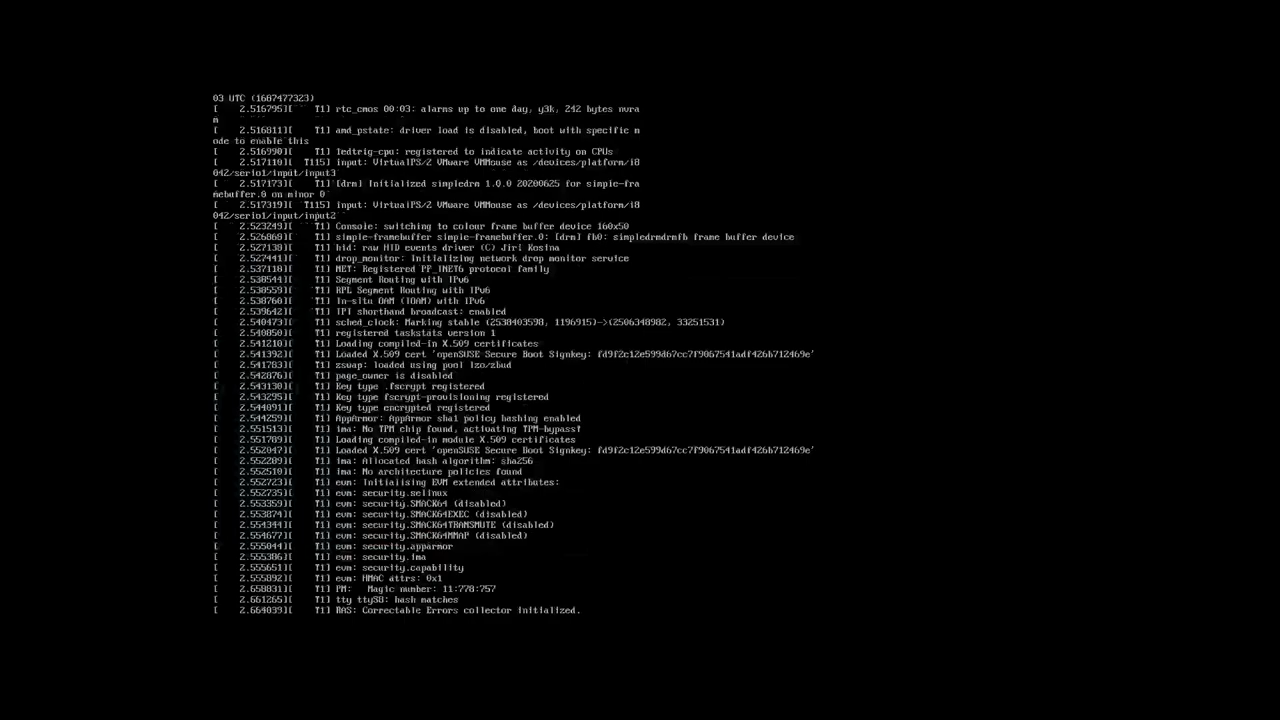 03 UTC (1687477323)
[    2.516795][    T1] rtc_cmos 00:03: alarms up to one day, y3k, 242 bytes nvra
m
[    2.516811][    T1] amd_pstate: driver load is disabled, boot with specific m
ode to enable this
[    2.516990][    T1] ledtrig-cpu: registered to indicate activity on CPUs
[    2.517110][  T115] input: VirtualPS/2 VMware VMMouse as /devices/platform/i8
042/serio1/input/input3
[    2.517173][    T1] [drm] Initialized simpledrm 1.0.0 20200625 for simple-fra
mebuffer.0 on minor 0
[    2.517319][  T115] input: VirtualPS/2 VMware VMMouse as /devices/platform/i8
042/serio1/input/input2
[    2.523249][    T1] Console: switching to colour frame buffer device 160x50
[    2.526868][    T1] simple-framebuffer simple-framebuffer.0: [drm] fb0: simpledrmdrmfb frame buffer device
[    2.527130][    T1] hid: raw HID events driver (C) Jiri Kosina
[    2.527441][    T1] drop_monitor: Initializing network drop monitor service
[    2.537110][    T1] NET: Registered PF_INET6 protocol family
[    2.538544][    T1] Segment Routing with IPv6
[    2.538559][    T1] RPL Segment Routing with IPv6
[    2.538760][    T1] In-situ OAM (IOAM) with IPv6
[    2.539642][    T1] IPI shorthand broadcast: enabled
[    2.540473][    T1] sched_clock: Marking stable (2538403598, 1196915)->(2506348982, 33251531)
[    2.540850][    T1] registered taskstats version 1
[    2.541210][    T1] Loading compiled-in X.509 certificates
[    2.541392][    T1] Loaded X.509 cert 'openSUSE Secure Boot Signkey: fd9f2c12e599d67cc7f9067541adf426b712469e'
[    2.541783][    T1] zswap: loaded using pool lzo/zbud
[    2.542876][    T1] page_owner is disabled
[    2.543130][    T1] Key type .fscrypt registered
[    2.543295][    T1] Key type fscrypt-provisioning registered
[    2.544091][    T1] Key type encrypted registered
[    2.544259][    T1] AppArmor: AppArmor sha1 policy hashing enabled
[    2.551513][    T1] ima: No TPM chip found, activating TPM-bypass!
[    2.551789][    T1] Loading compiled-in module X.509 certificates
[    2.552047][    T1] Loaded X.509 cert 'openSUSE Secure Boot Signkey: fd9f2c12e599d67cc7f9067541adf426b712469e'
[    2.552289][    T1] ima: Allocated hash algorithm: sha256
[    2.552510][    T1] ima: No architecture policies found
[    2.552723][    T1] evm: Initialising EVM extended attributes:
[    2.552735][    T1] evm: security.selinux
[    2.553359][    T1] evm: security.SMACK64 (disabled)
[    2.553874][    T1] evm: security.SMACK64EXEC (disabled)
[    2.554344][    T1] evm: security.SMACK64TRANSMUTE (disabled)
[    2.554677][    T1] evm: security.SMACK64MMAP (disabled)
[    2.555044][    T1] evm: security.apparmor
[    2.555386][    T1] evm: security.ima
[    2.555651][    T1] evm: security.capability
[    2.555892][    T1] evm: HMAC attrs: 0x1
[    2.658831][    T1] PM:   Magic number: 11:770:757
[    2.661265][    T1] tty ttyS8: hash matches
[    2.664039][    T1] RAS: Correctable Errors collector initialized.